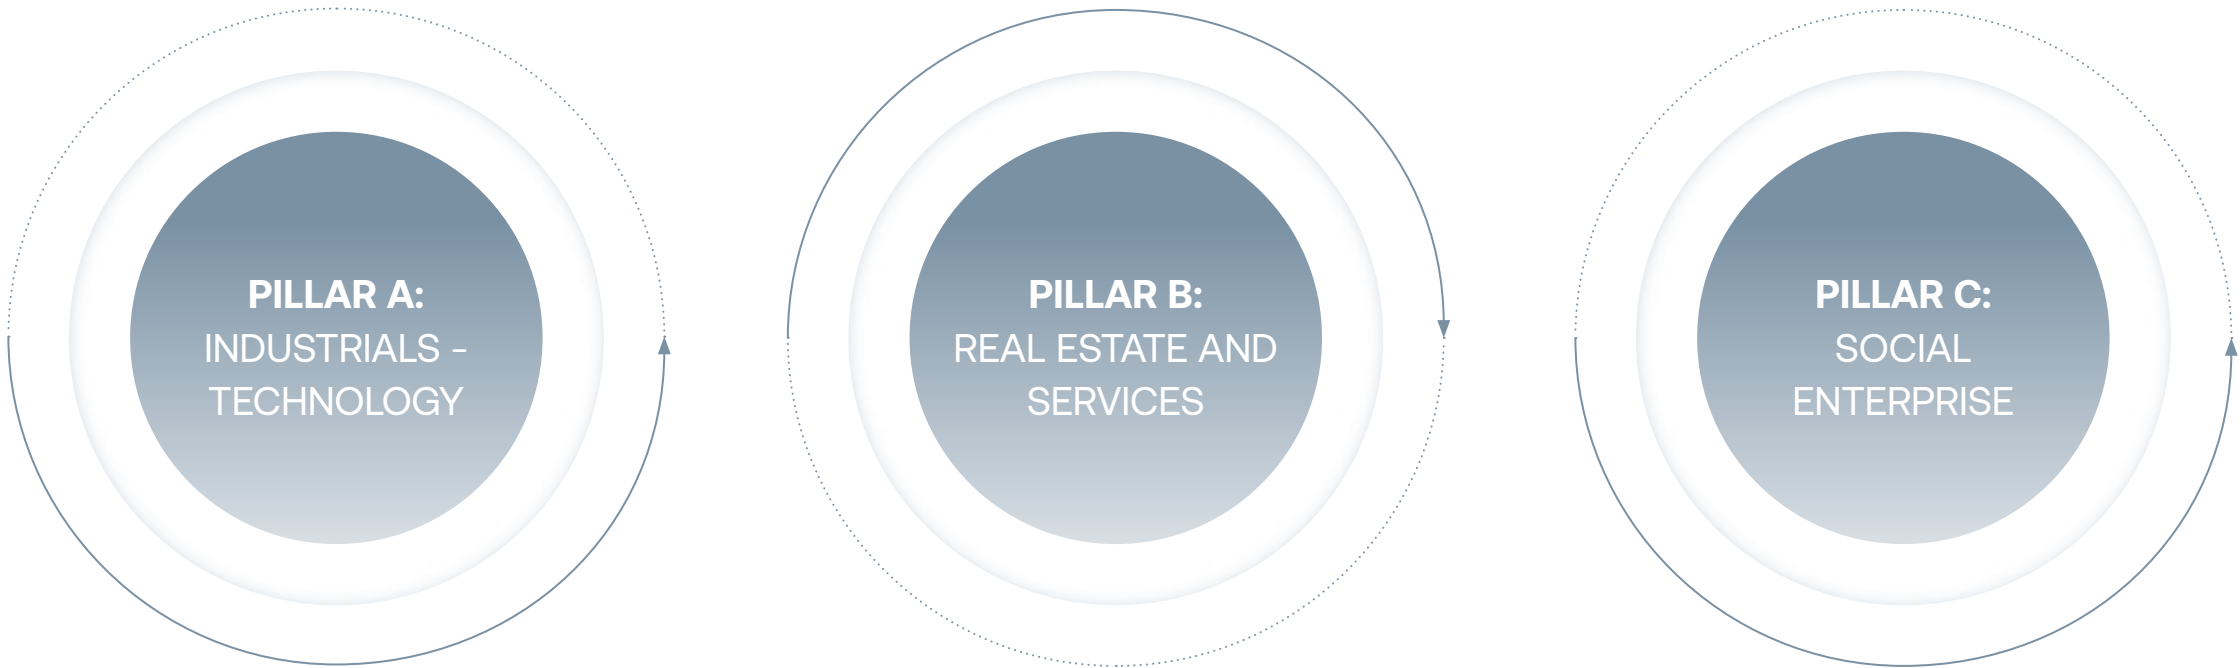 PILLAR A:
INDUSTRIALS -
TECHNOLOGY
PILLAR B:
REAL ESTATE AND
SERVICES
PILLAR C:
SOCIAL
ENTERPRISE